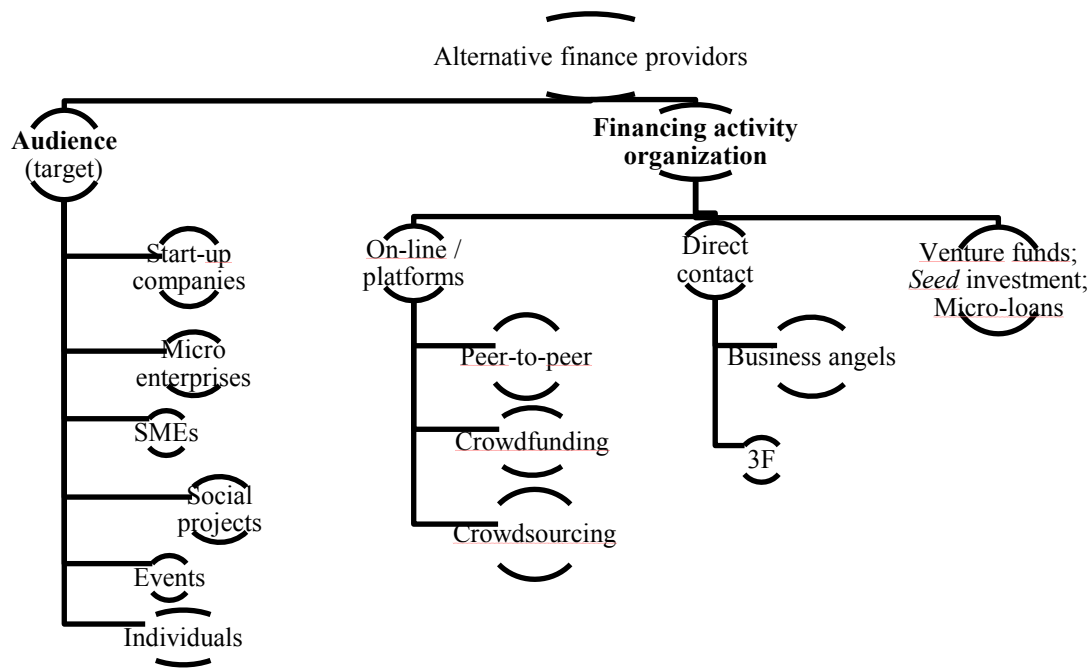 Alternative finance providors
Audience
(target)
Start-up
companies
Micro
enterprises
SMEs
Social
projects
Events
Individuals
Financing activity
organization
On-line /
platforms
Peer-to-peer
Crowdfunding
Crowdsourcing
Direct
contact
Business angels
3F
Venture funds;
Seed investment;
Micro-loans